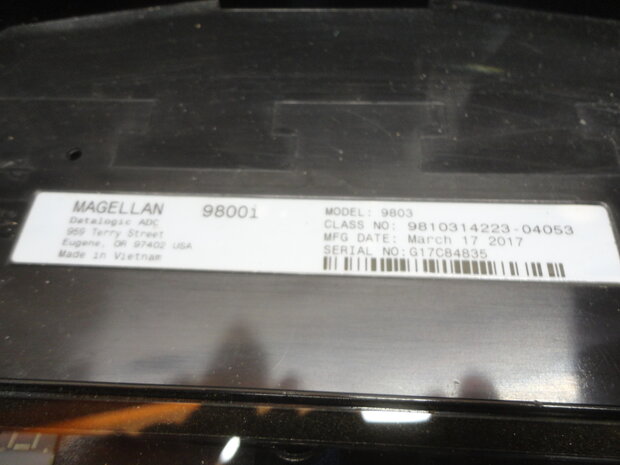 MAGELLAN 9800i
Datalogic ADC
959 Terry Street
Eugene, OR 97402 USA
Made in Vietnam
MODEL: 9803
CLASS NO: 9810314223-04053
MFG DATE: March 17 2017
SERIAL NO:G17C84835